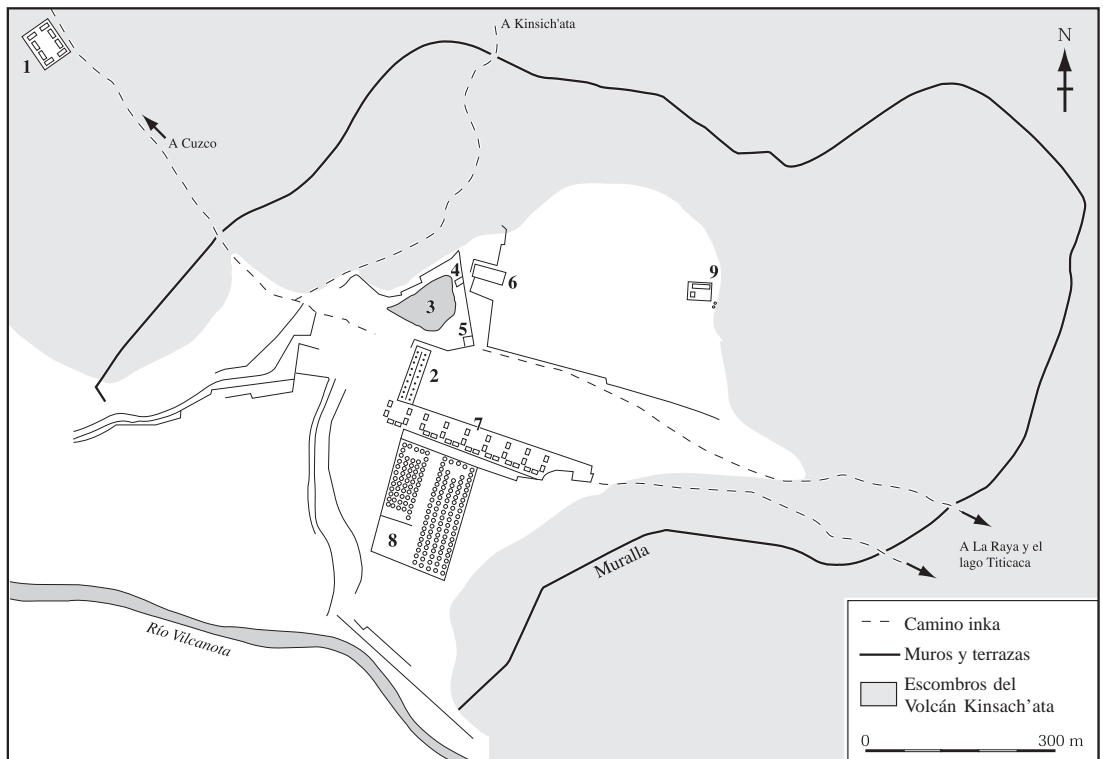 A Kinsich'ata
N
1
A Cuzco
4
9
6
3
5
2
7
8
A La Raya y el
lago Titicaca
Muralla
Río Vilcanota
Camino inka
Muros y terrazas
Escombros del
Volcán Kinsach’ata
0 300 m